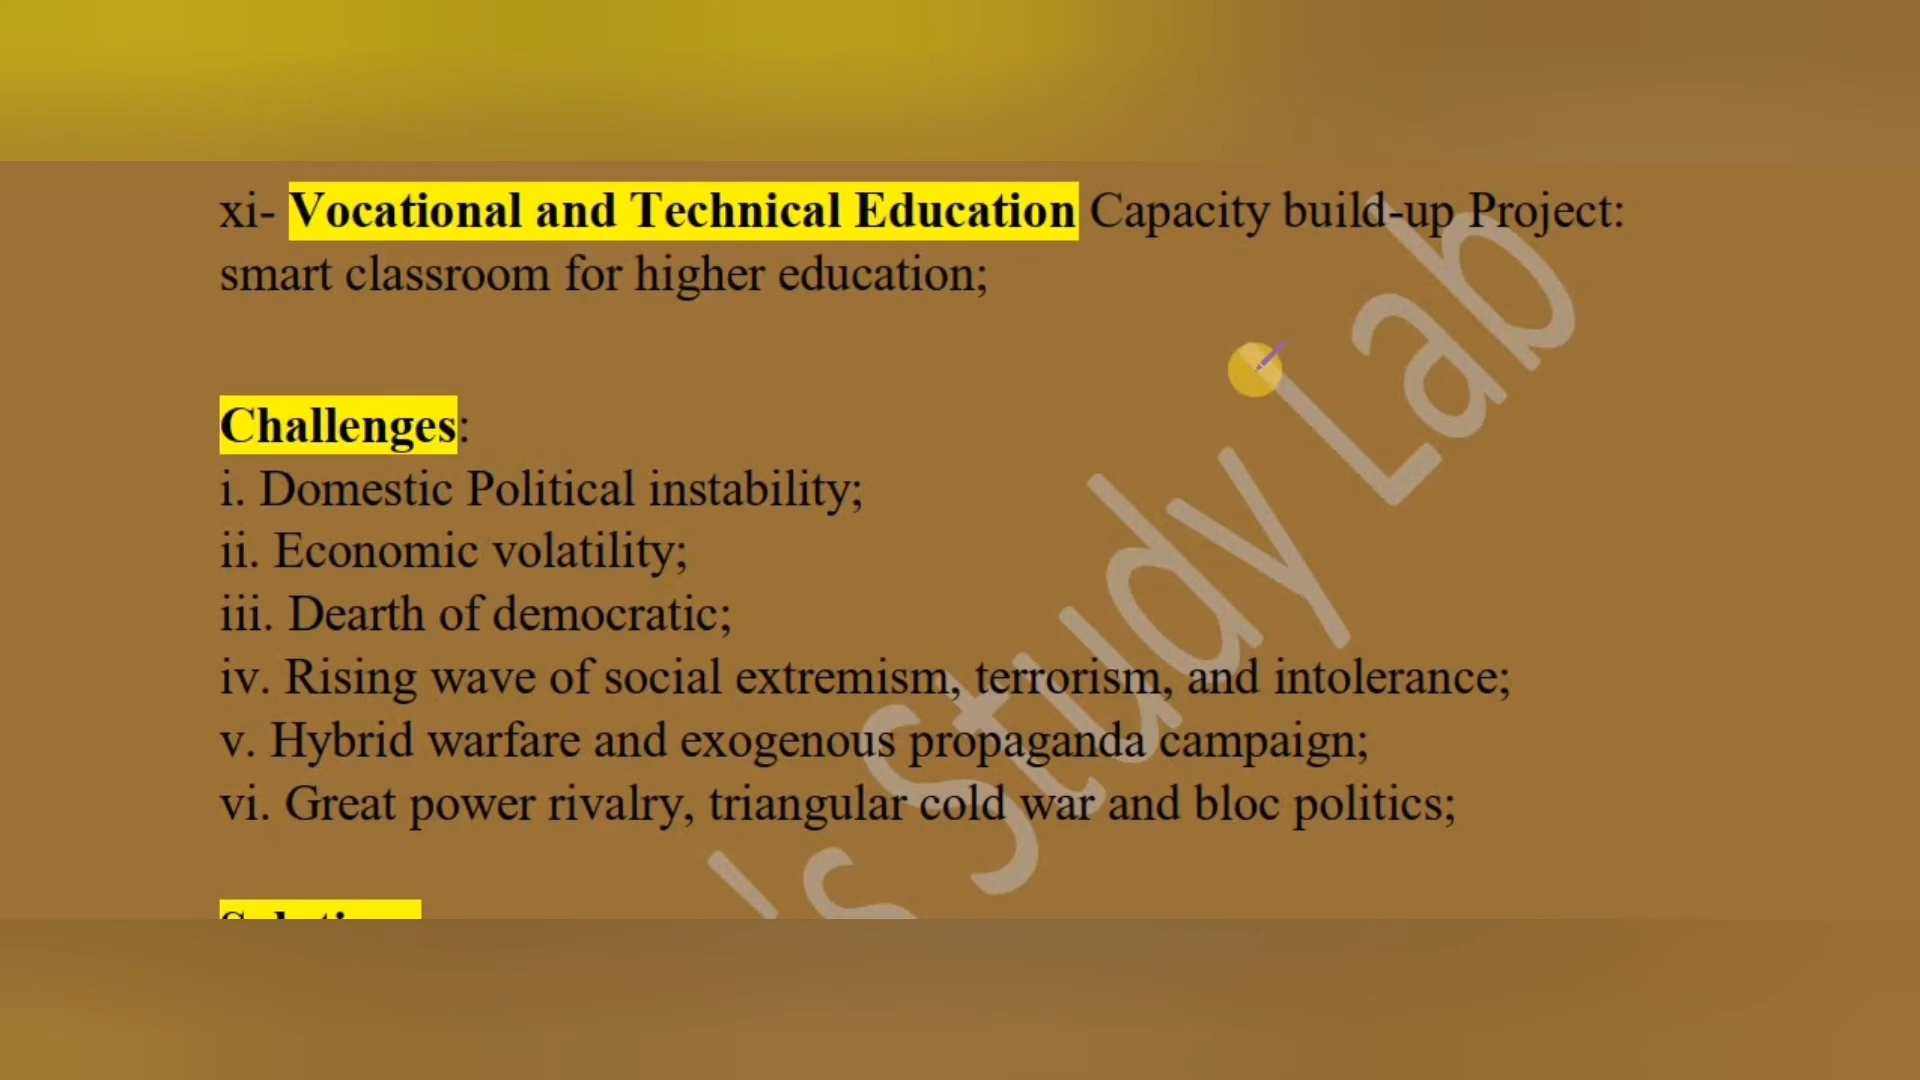 xi- Vocational and Technical Education Capacity build-up Project:
smart classroom for higher education;
Challenges:
i. Domestic Political instability;
ii. Economic volatility;
iii. Dearth of democratic;
iv. Rising wave of social extremism, terrorism, and intolerance;
v. Hybrid warfare and exogenous propaganda campaign;
vi. Great power rivalry, triangular cold war and bloc politics;
's Study Lab